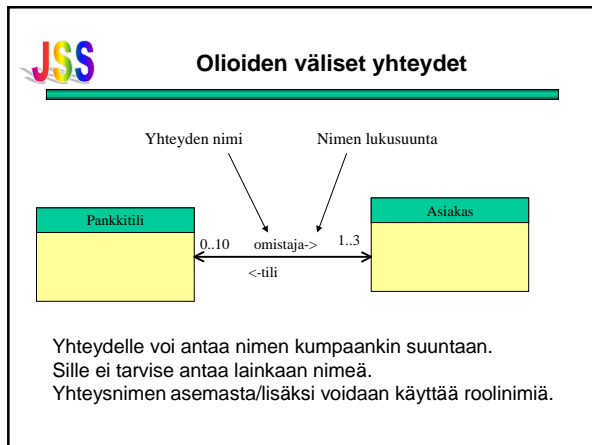 JSS
Olioiden väliset yhteydet
Yhteyden nimi
Nimen lukusuunta
Pankkitili
Asiakas
0..10
omistaja->
1..3
<-tili
Yhteydelle voi antaa nimen kumpaankin suuntaan.
Sille ei tarvise antaa lainkaan nimeä.
Yhteysnimen asemasta/lisäksi voidaan käyttää roolinimiä.